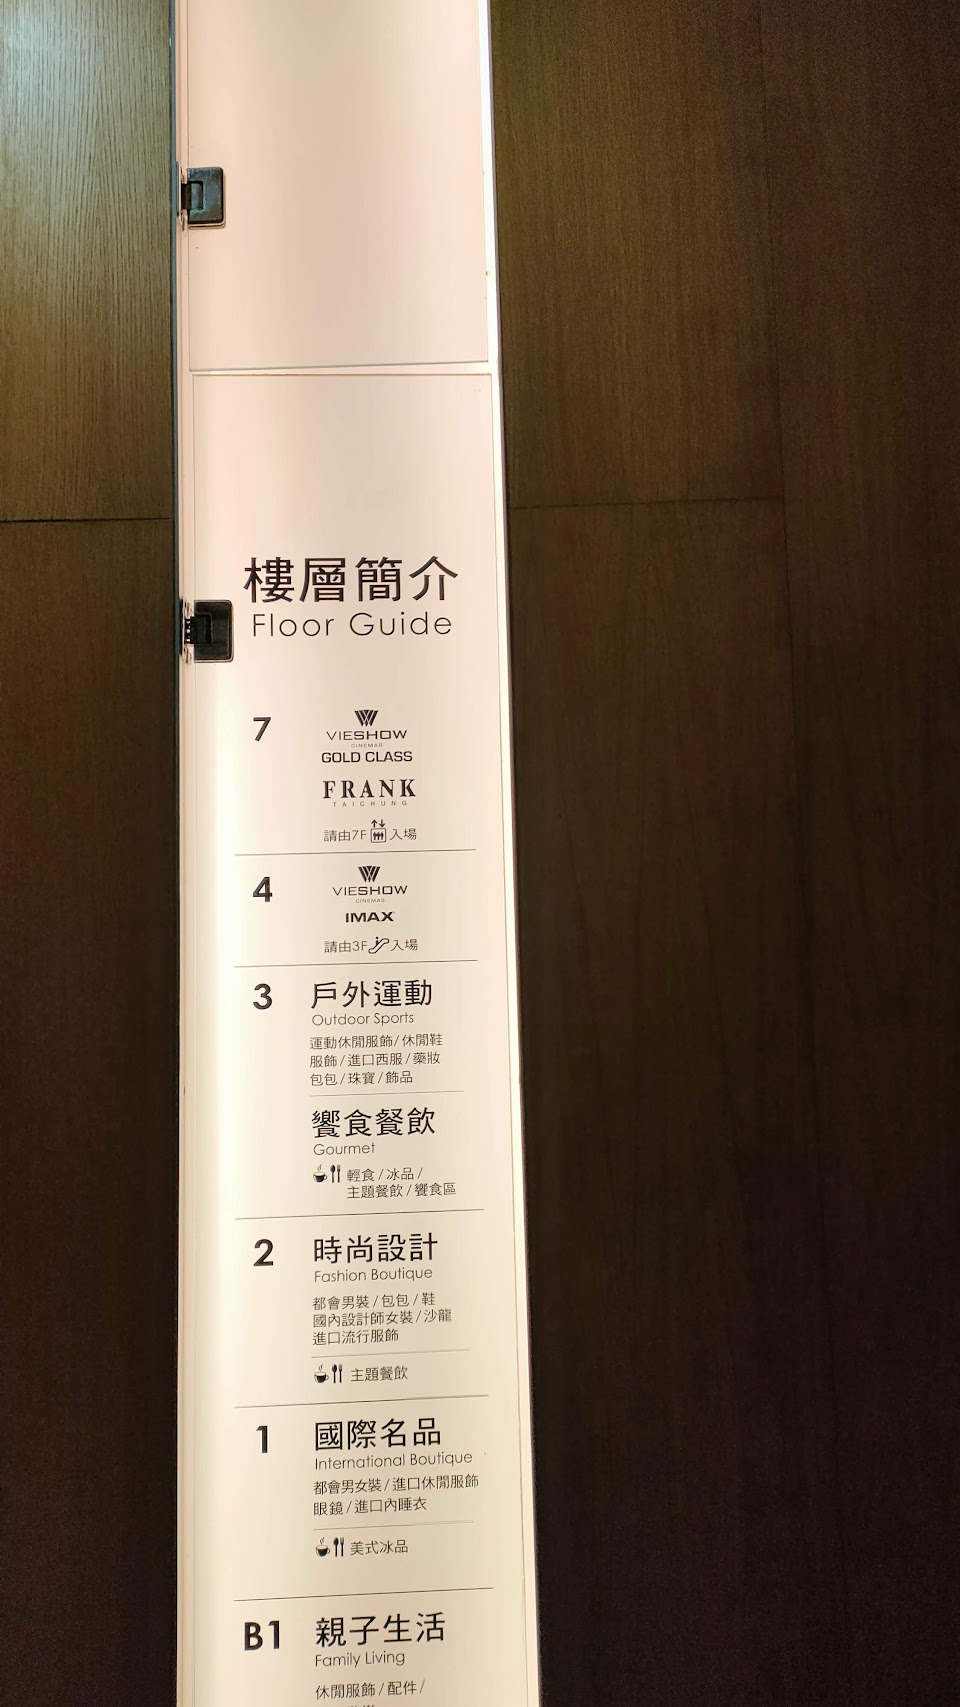 樓層簡介
Floor Guide
7
VIESHOW
CINEMAS
GOLD CLASS
FRANK
TAICHUNG
請由7F入場
4
VIESHOW
CINEMAS
IMAX
請由3F入場
3 戶外運動
Outdoor Sports
運動休閒服飾/休閒鞋
服飾/進口西服/藥妝
包包/珠寶/飾品
饗食餐飲
Gourmet
輕食/冰品/
主題餐飲/饗食區
2 時尚設計
Fashion Boutique
都會男裝/包包/鞋
國內設計師女裝/沙龍
進口流行服飾
主題餐飲
1 國際名品
International Boutique
都會男女裝/進口休閒服飾
眼鏡/進口內睡衣
美式冰品
B1 親子生活
Family Living
休閒服飾/配件/